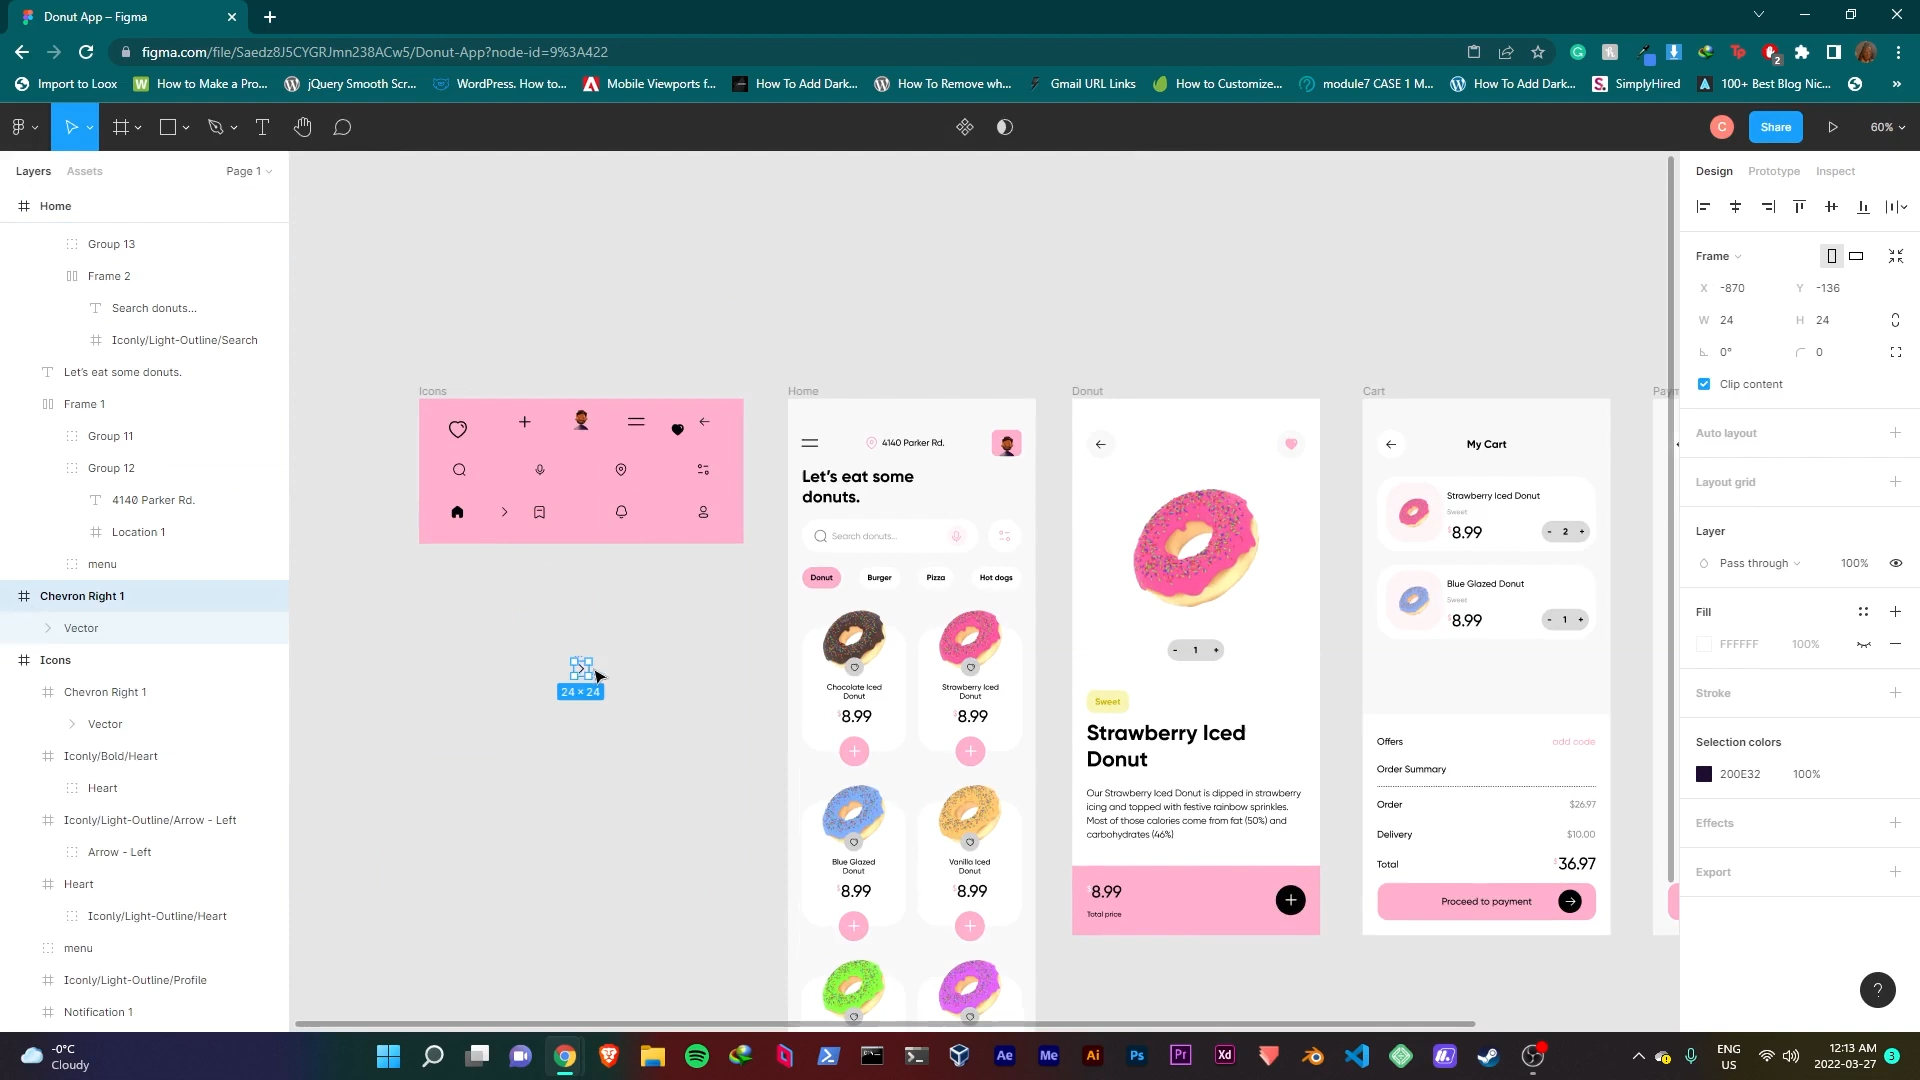 Donut App – Figma
figma.com/file/Saedz8J5CYGRJmn238ACw5/Donut-App?node-id=9%3A422
2
Import to Loox
How to Make a Pro...
jQuery Smooth Scr...
WordPress. How to...
Mobile Viewports f...
How To Add Dark...
How To Remove wh...
Gmail URL Links
How to Customize...
module7 CASE 1 M...
How To Add Dark...
SimplyHired
100+ Best Blog Nic...
C
Share
60%
Layers
Assets
Page 1
Home
Group 13
Frame 2
Search donuts...
Iconly/Light-Outline/Search
Let's eat some donuts.
Frame 1
Group 11
Group 12
4140 Parker Rd.
Location 1
menu
Chevron Right 1
Vector
Icons
Chevron Right 1
Vector
Iconly/Bold/Heart
Heart
Iconly/Light-Outline/Arrow - Left
Arrow - Left
Heart
Iconly/Light-Outline/Heart
menu
Iconly/Light-Outline/Profile
Notification 1
Icons
24 × 24
Home
4140 Parker Rd.
Let's eat some
donuts.
Search donuts...
Donut
Burger
Pizza
Hot dogs
Chocolate Iced
Donut
$8.99
Strawberry Iced
Donut
$8.99
Blue Glazed
Donut
$8.99
Vanilla Iced
Donut
$8.99
Donut
- 1 +
Sweet
Strawberry Iced
Donut
Our Strawberry Iced Donut is dipped in strawberry
icing and topped with festive rainbow sprinkles.
Most of those calories come from fat (50%) and
carbohydrates (46%)
$8.99
Total price
Cart
My Cart
Strawberry Iced Donut
Sweet
$8.99
- 2 +
Blue Glazed Donut
Sweet
$8.99
- 1 +
Offers
add code
Order Summary
Order
$26.97
Delivery
$10.00
Total
$36.97
Proceed to payment
Paym
Design
Prototype
Inspect
Frame
X -870
Y -136
W 24
H 24
0°
0
Clip content
Auto layout
Layout grid
Layer
Pass through
100%
Fill
FFFFFF
100%
Stroke
Selection colors
200E32
100%
Effects
Export
?
-0°C
Cloudy
Ae
Me
Ai
Ps
Pr
Xd
ENG
US
12:13 AM
2022-03-27
3